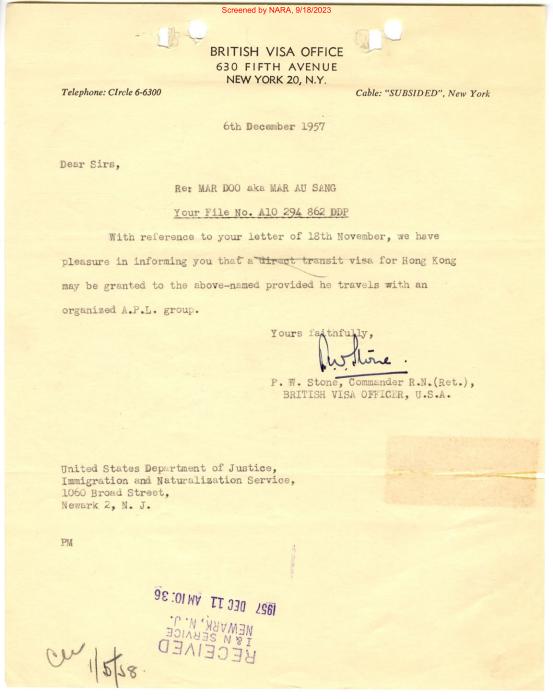 Screened by NARA, 9/18/2023
BRITISH VISA OFFICE
630 FIFTH AVENUE
NEW YORK 20, N.Y.
Telephone: CIrcle 6-6300
Cable: "SUBSIDED", New York
6th December 1957
Dear Sirs,
Re: MAR DOO aka MAR AU SANG
Your File No. A10 294 862 DDP
With reference to your letter of 18th November, we have
pleasure in informing you that a direct transit visa for Hong Kong
may be granted to the above-named provided he travels with an
organized A.P.L. group.
Yours faithfully,
P.W. Stone.
P. W. Stone, Commander R.N.(Ret.),
BRITISH VISA OFFICER, U.S.A.
United States Department of Justice,
Immigration and Naturalization Service,
1060 Broad Street,
Newark 2, N. J.
PM
RECEIVED
I & N SERVICE
NEWARK, N. J.
1957 DEC 11 AM 10:36
1/5/58.